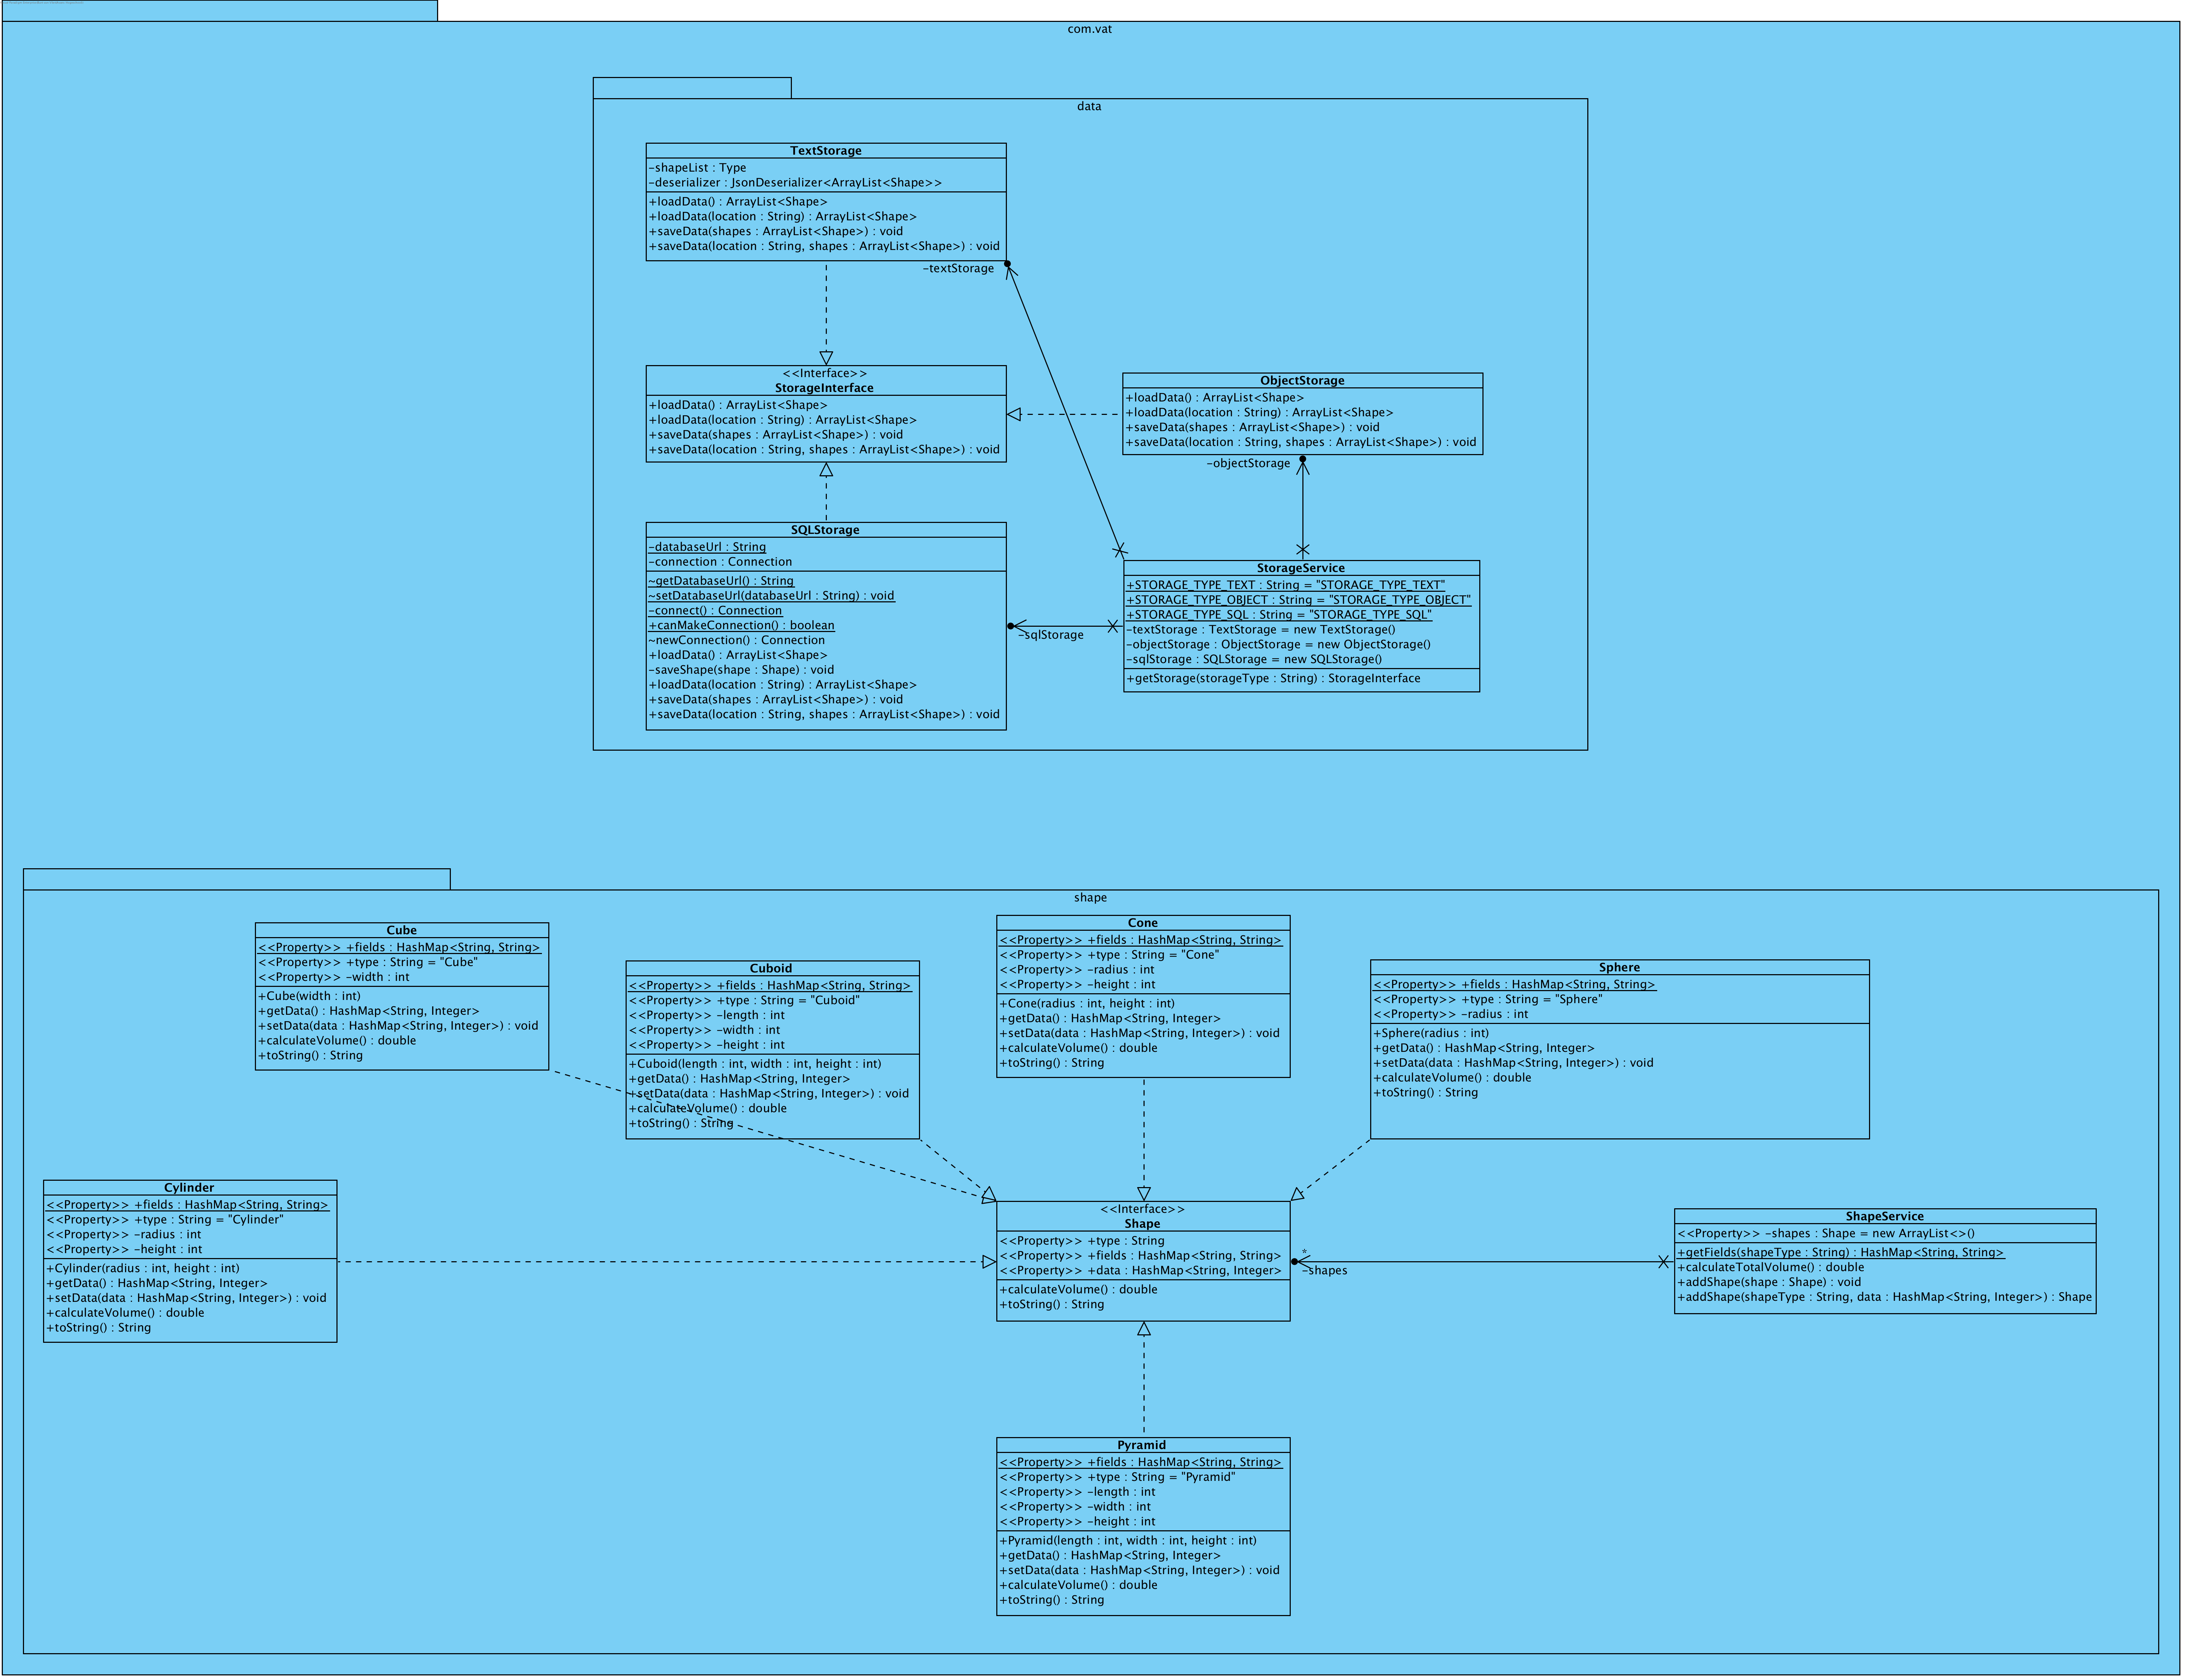 com.vat
data
TextStorage
-shapeList : Type
-deserializer : JsonDeserializer<ArrayList<Shape>>
+loadData() : ArrayList<Shape>
+loadData(location : String) : ArrayList<Shape>
+saveData(shapes : ArrayList<Shape>) : void
+saveData(location : String, shapes : ArrayList<Shape>) : void
-textStorage
<<Interface>>
StorageInterface
+loadData() : ArrayList<Shape>
+loadData(location : String) : ArrayList<Shape>
+saveData(shapes : ArrayList<Shape>) : void
+saveData(location : String, shapes : ArrayList<Shape>) : void
ObjectStorage
+loadData() : ArrayList<Shape>
+loadData(location : String) : ArrayList<Shape>
+saveData(shapes : ArrayList<Shape>) : void
+saveData(location : String, shapes : ArrayList<Shape>) : void
-objectStorage
SQLStorage
-databaseUrl : String
-connection : Connection
~getDatabaseUrl() : String
~setDatabaseUrl(databaseUrl : String) : void
-connect() : Connection
+canMakeConnection() : boolean
~newConnection() : Connection
+loadData() : ArrayList<Shape>
-saveShape(shape : Shape) : void
+loadData(location : String) : ArrayList<Shape>
+saveData(shapes : ArrayList<Shape>) : void
+saveData(location : String, shapes : ArrayList<Shape>) : void
-sqlStorage
StorageService
+STORAGE_TYPE_TEXT : String = "STORAGE_TYPE_TEXT"
+STORAGE_TYPE_OBJECT : String = "STORAGE_TYPE_OBJECT"
+STORAGE_TYPE_SQL : String = "STORAGE_TYPE_SQL"
-textStorage : TextStorage = new TextStorage()
-objectStorage : ObjectStorage = new ObjectStorage()
-sqlStorage : SQLStorage = new SQLStorage()
+getStorage(storageType : String) : StorageInterface
shape
Cube
<<Property>> +fields : HashMap<String, String>
<<Property>> +type : String = "Cube"
<<Property>> -width : int
+Cube(width : int)
+getData() : HashMap<String, Integer>
+setData(data : HashMap<String, Integer>) : void
+calculateVolume() : double
+toString() : String
Cuboid
<<Property>> +fields : HashMap<String, String>
<<Property>> +type : String = "Cuboid"
<<Property>> -length : int
<<Property>> -width : int
<<Property>> -height : int
+Cuboid(length : int, width : int, height : int)
+getData() : HashMap<String, Integer>
+setData(data : HashMap<String, Integer>) : void
+calculateVolume() : double
+toString() : String
Cone
<<Property>> +fields : HashMap<String, String>
<<Property>> +type : String = "Cone"
<<Property>> -radius : int
<<Property>> -height : int
+Cone(radius : int, height : int)
+getData() : HashMap<String, Integer>
+setData(data : HashMap<String, Integer>) : void
+calculateVolume() : double
+toString() : String
Sphere
<<Property>> +fields : HashMap<String, String>
<<Property>> +type : String = "Sphere"
<<Property>> -radius : int
+Sphere(radius : int)
+getData() : HashMap<String, Integer>
+setData(data : HashMap<String, Integer>) : void
+calculateVolume() : double
+toString() : String
Cylinder
<<Property>> +fields : HashMap<String, String>
<<Property>> +type : String = "Cylinder"
<<Property>> -radius : int
<<Property>> -height : int
+Cylinder(radius : int, height : int)
+getData() : HashMap<String, Integer>
+setData(data : HashMap<String, Integer>) : void
+calculateVolume() : double
+toString() : String
<<Interface>>
Shape
<<Property>> +type : String
<<Property>> +fields : HashMap<String, String>
<<Property>> +data : HashMap<String, Integer>
+calculateVolume() : double
+toString() : String
*
-shapes
ShapeService
<<Property>> -shapes : Shape = new ArrayList<>()
+getFields(shapeType : String) : HashMap<String, String>
+calculateTotalVolume() : double
+addShape(shape : Shape) : void
+addShape(shapeType : String, data : HashMap<String, Integer>) : Shape
Pyramid
<<Property>> +fields : HashMap<String, String>
<<Property>> +type : String = "Pyramid"
<<Property>> -length : int
<<Property>> -width : int
<<Property>> -height : int
+Pyramid(length : int, width : int, height : int)
+getData() : HashMap<String, Integer>
+setData(data : HashMap<String, Integer>) : void
+calculateVolume() : double
+toString() : String